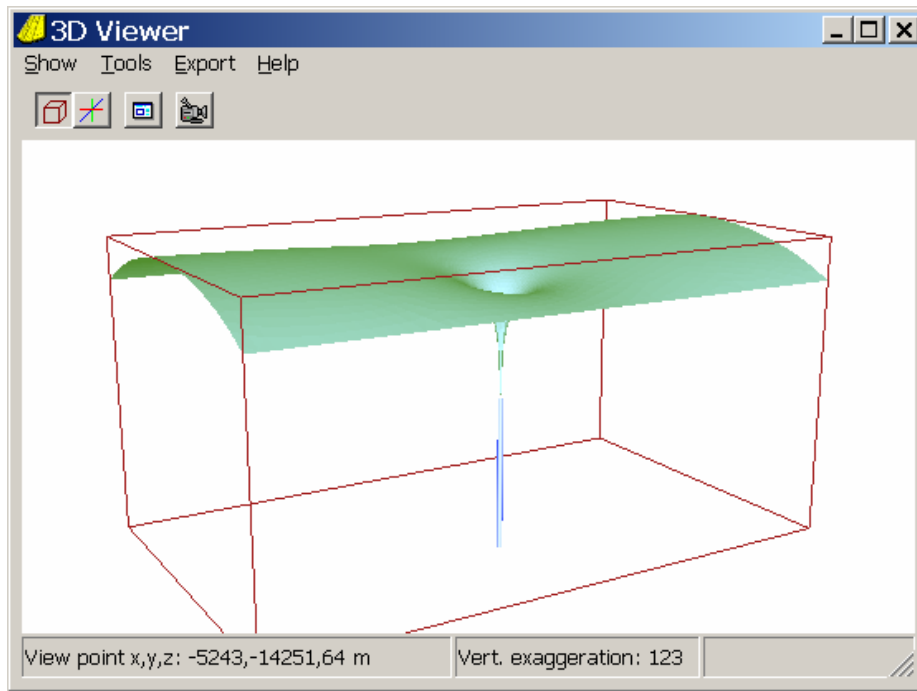 3D Viewer
Show Tools Export Help
View point x,y,z: -5243,-14251,64 m Vert. exaggeration: 123